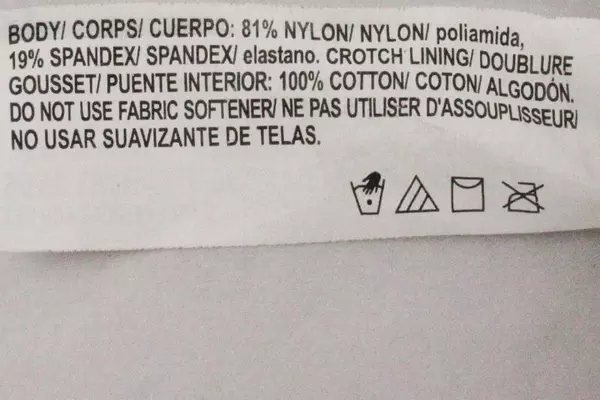 BODY/ CORPS/ CUERPO: 81% NYLON/ NYLON/ poliamida,
19% SPANDEX/ SPANDEX/ elastano. CROTCH LINING/ DOUBLURE
GOUSSET/ PUENTE INTERIOR: 100% COTTON/ COTON/ ALGODÓN.
DO NOT USE FABRIC SOFTENER/ NE PAS UTILISER D'ASSOUPLISSEUR/
NO USAR SUAVIZANTE DE TELAS.